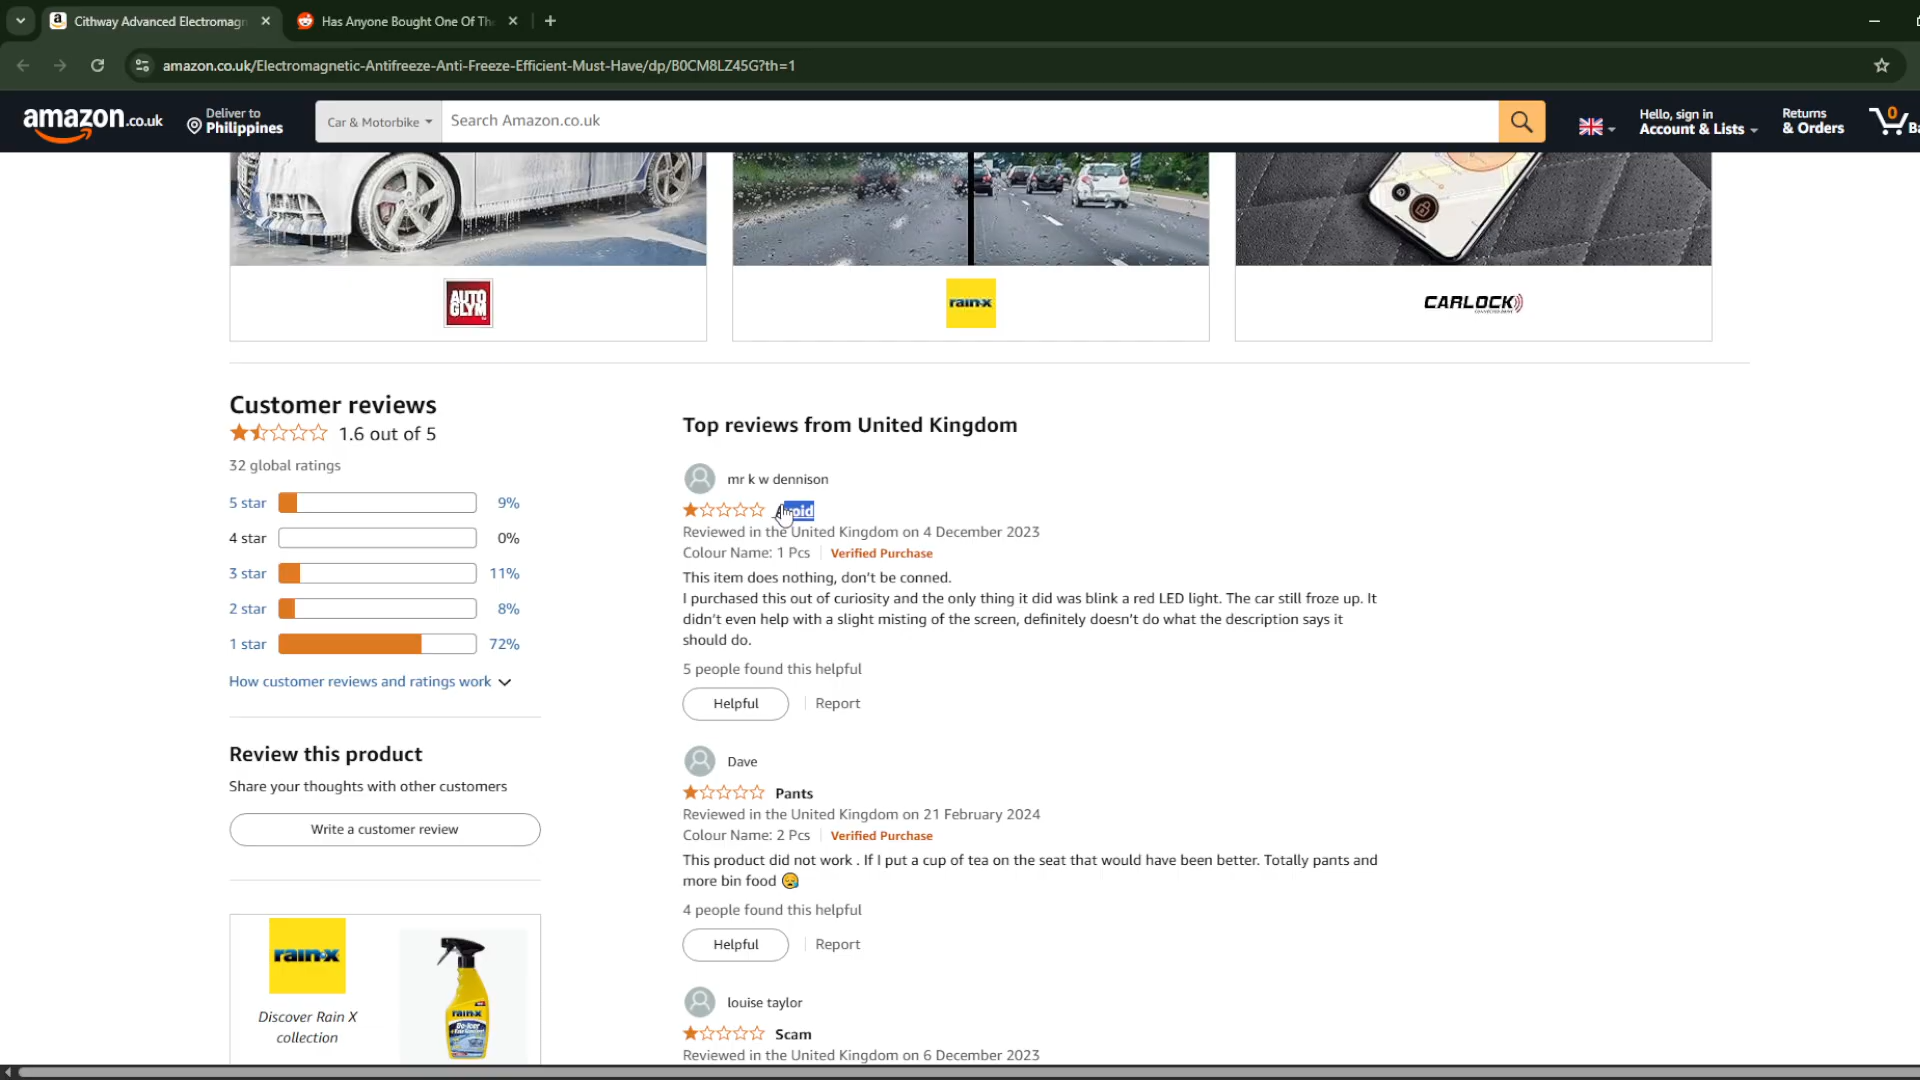 Cithway Advanced Electromagn
Has Anyone Bought One Of Th
amazon.co.uk/Electromagnetic-Antifreeze-Anti-Freeze-Efficient-Must-Have/dp/B0CM8LZ45G?th=1
amazon.co.uk
Deliver to
Philippines
Car & Motorbike
Search Amazon.co.uk
Hello, sign in
Account & Lists
Returns
& Orders
0
Ba
AUTO
GLYM
rain-x
CARLOCK
Customer reviews
1.6 out of 5
32 global ratings
5 star 9%
4 star 0%
3 star 11%
2 star 8%
1 star 72%
How customer reviews and ratings work
Review this product
Share your thoughts with other customers
Write a customer review
rain-x
Discover Rain X
collection
rain-x
De-Icer
Top reviews from United Kingdom
mr k w dennison
Avoid
Reviewed in the United Kingdom on 4 December 2023
Colour Name: 1 Pcs | Verified Purchase
This item does nothing, don't be conned.
I purchased this out of curiosity and the only thing it did was blink a red LED light. The car still froze up. It
didn't even help with a slight misting of the screen, definitely doesn't do what the description says it
should do.
5 people found this helpful
Helpful | Report
Dave
Pants
Reviewed in the United Kingdom on 21 February 2024
Colour Name: 2 Pcs | Verified Purchase
This product did not work . If I put a cup of tea on the seat that would have been better. Totally pants and
more bin food 😪
4 people found this helpful
Helpful | Report
louise taylor
Scam
Reviewed in the United Kingdom on 6 December 2023